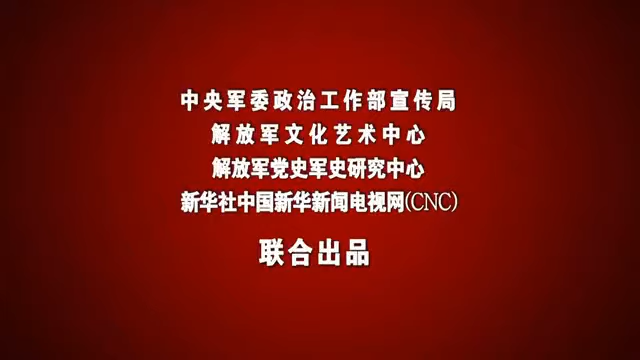 中央军委政治工作部宣传局
解放军文化艺术中心
解放军党史军史研究中心
新华社中国新华新闻电视网(CNC)
联合出品